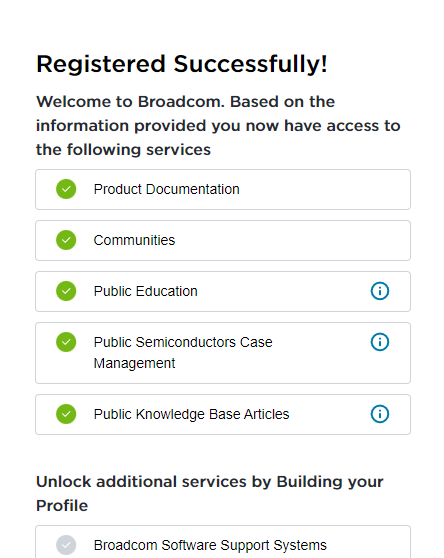 Registered Successfully!
Welcome to Broadcom. Based on the
information provided you now have access to
the following services
Product Documentation
Communities
Public Education
Public Semiconductors Case
Management
Public Knowledge Base Articles
Unlock additional services by Building your
Profile
Broadcom Software Support Systems